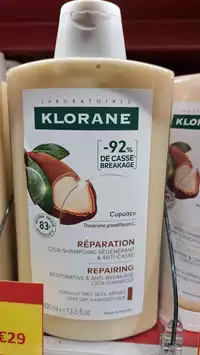 LABORATOIRES
KLORANE
-92%
DE CASSE*
BREAKAGE
Cupuaçu
Theobroma grandiflorum L.
83
RÉPARATION
CICA-SHAMPOING RÉGÉNÉRANT
& ANTI-CASSE
REPAIRING
RESTORATIVE & ANTI-BREAKAGE
CICA-SHAMPOO
CHEVEUX TRÈS SECS, ABÎMÉS
VERY DRY, DAMAGED HAIR
400 ml e 13.5 fl.oz
€29
KLO